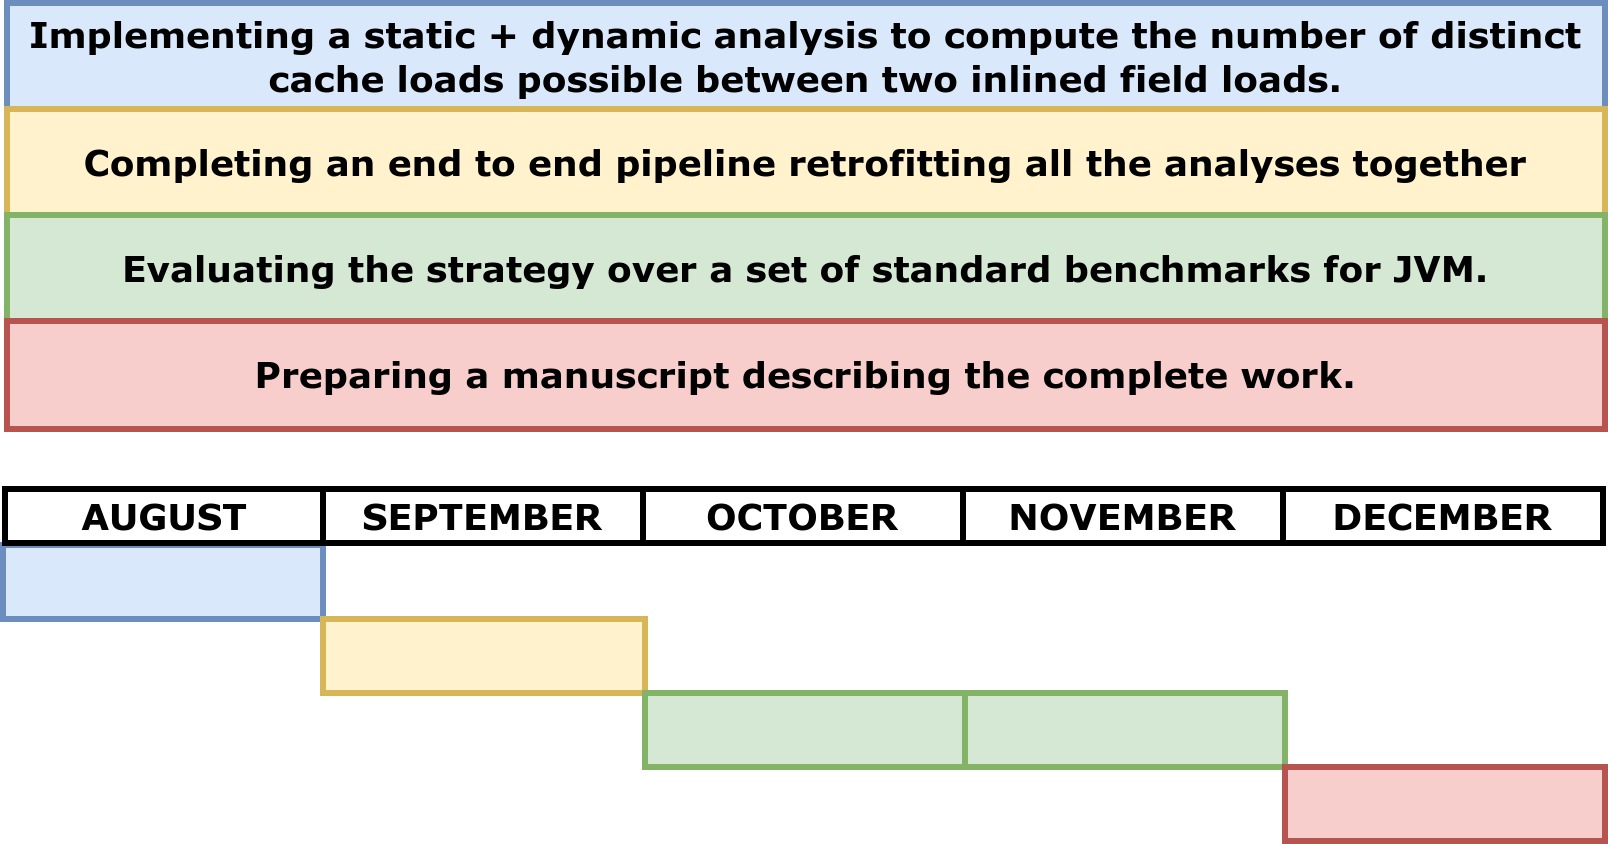 Implementing a static + dynamic analysis to compute the number of distinct
cache loads possible between two inlined field loads.
Completing an end to end pipeline retrofitting all the analyses together
Evaluating the strategy over a set of standard benchmarks for JVM.
Preparing a manuscript describing the complete work.
AUGUST SEPTEMBER OCTOBER NOVEMBER DECEMBER